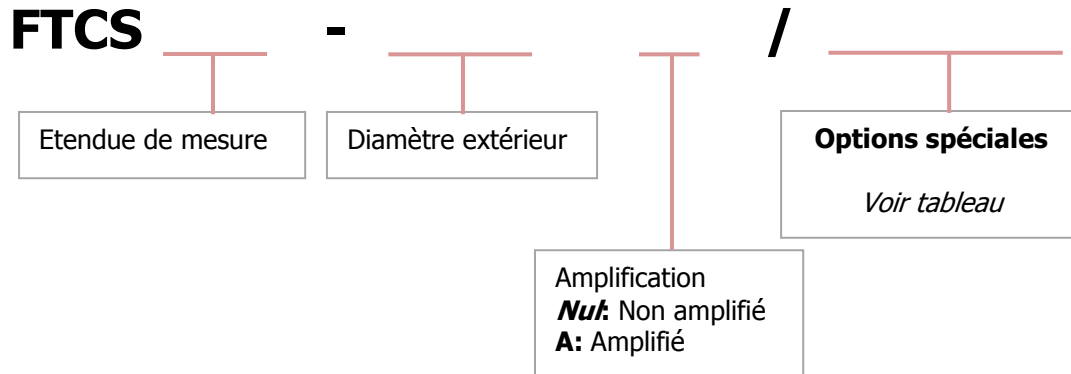 FTCS - /
Etendue de mesure
Diamètre extérieur
Options spéciales
Voir tableau
Amplification
Nul: Non amplifié
A: Amplifié